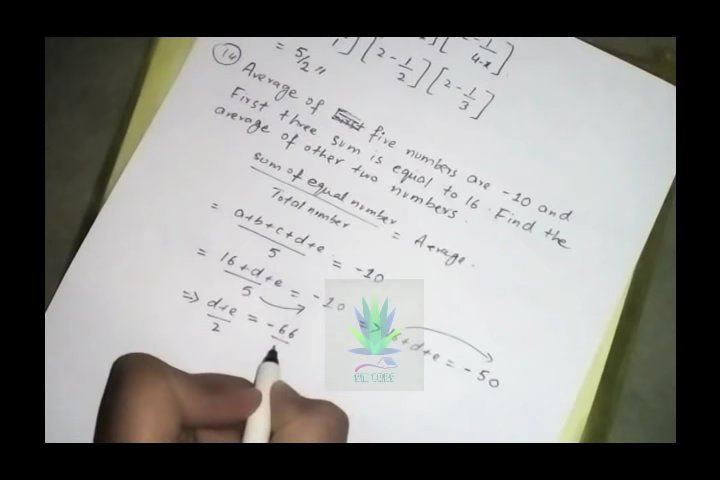 1] [2 - 1/2] [2 - 1/3]
4-x
= 5/2 "
(14) Average of five numbers are -10 and
First three sum is equal to 16. Find the
average of other two numbers.
sum of equal number / Total number = Average.
= a+b+c+d+e / 5 = -10
= 16+d+e / 5 = -10 => 16+d+e = -50
=> d+e / 2 = -66